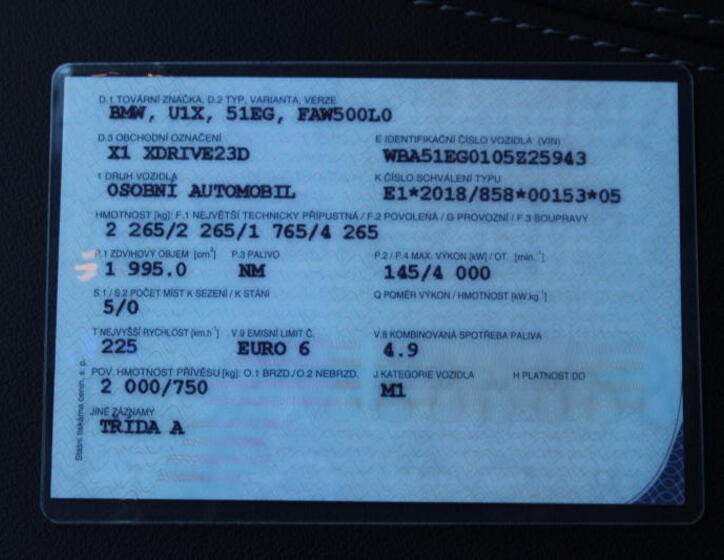 D.1 TOVÁRNÍ ZNAČKA, D.2 TYP, VARIANTA, VERZE
BMW, U1X, 51EG, FAW500L0
D.3 OBCHODNÍ OZNAČENÍ E IDENTIFIKAČNÍ ČÍSLO VOZIDLA (VIN)
X1 XDRIVE23D WBA51EG0105Z25943
1 DRUH VOZIDLA K ČÍSLO SCHVÁLENÍ TYPU
OSOBNÍ AUTOMOBIL E1*2018/858*00153*05
HMOTNOST [kg]: F.1 NEJVĚTŠÍ TECHNICKY PŘÍPUSTNÁ / F.2 POVOLENÁ / G PROVOZNÍ / F.3 SOUPRAVY
2 265/2 265/1 765/4 265
P.1 ZDVIHOVÝ OBJEM [cm³] P.3 PALIVO P.2 / P.4 MAX. VÝKON [kW] / OT. [min.⁻¹]
1 995.0 NM 145/4 000
S.1 / S.2 POČET MÍST K SEZENÍ / K STÁNÍ Q POMĚR VÝKON / HMOTNOST [kW.kg⁻¹]
5/0
T NEJVYŠŠÍ RYCHLOST [km.h⁻¹] V.9 EMISNÍ LIMIT Č. V.8 KOMBINOVANÁ SPOTŘEBA PALIVA
225 EURO 6 4.9
POV. HMOTNOST PŘÍVĚSU [kg]: O.1 BRZD./O.2 NEBRZD. J KATEGORIE VOZIDLA H PLATNOST DO
2 000/750 M1
JINÉ ZÁZNAMY
TŘÍDA A
Státní tiskárna cenin, s. p.